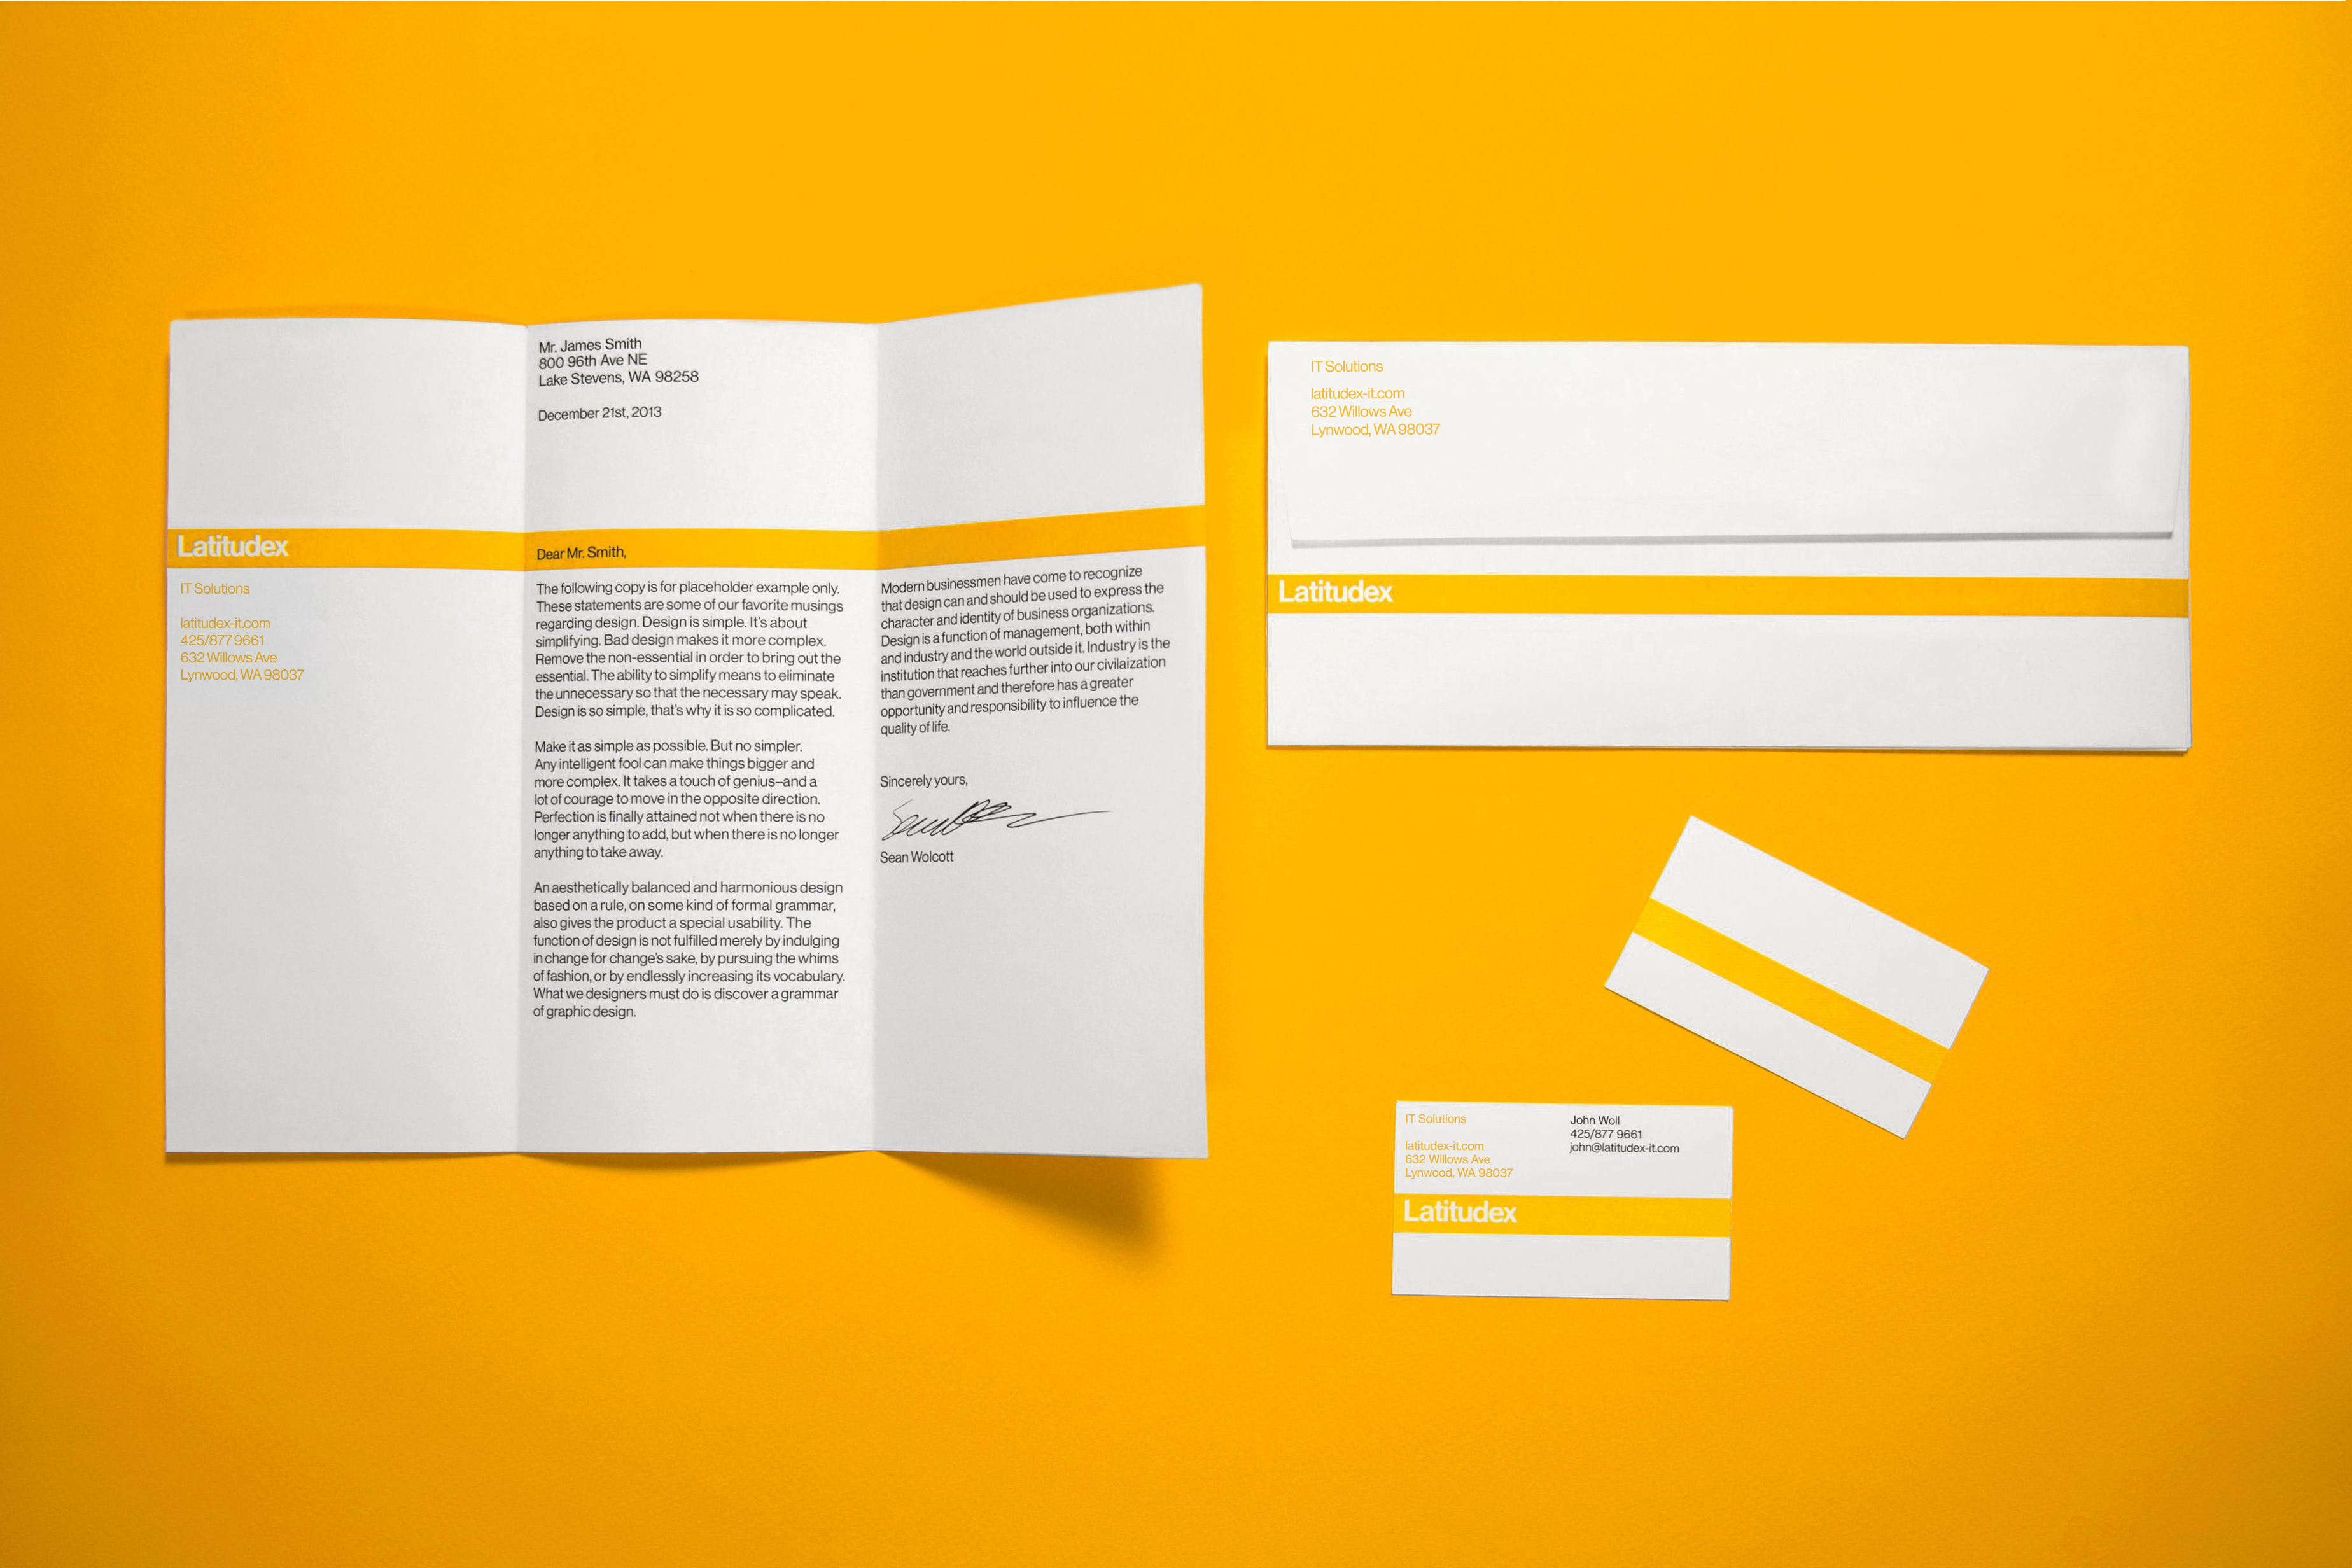 Mr. James Smith
800 96th Ave NE
Lake Stevens, WA 98258
December 21st, 2013
Latitudex
IT Solutions
latitudex-it.com
425/877 9661
632 Willows Ave
Lynwood, WA 98037
Dear Mr. Smith,
The following copy is for placeholder example only.
These statements are some of our favorite musings
regarding design. Design is simple. It's about
simplifying. Bad design makes it more complex.
Remove the non-essential in order to bring out the
essential. The ability to simplify means to eliminate
the unnecessary so that the necessary may speak.
Design is so simple, that's why it is so complicated.
Make it as simple as possible. But no simpler.
Any intelligent fool can make things bigger and
more complex. It takes a touch of genius–and a
lot of courage to move in the opposite direction.
Perfection is finally attained not when there is no
longer anything to add, but when there is no longer
anything to take away.
An aesthetically balanced and harmonious design
based on a rule, on some kind of formal grammar,
also gives the product a special usability. The
function of design is not fulfilled merely by indulging
in change for change's sake, by pursuing the whims
of fashion, or by endlessly increasing its vocabulary.
What we designers must do is discover a grammar
of graphic design.
Modern businessmen have come to recognize
that design can and should be used to express the
character and identity of business organizations.
Design is a function of management, both within
and industry and the world outside it. Industry is the
institution that reaches further into our civilaization
than government and therefore has a greater
opportunity and responsibility to influence the
quality of life.
Sincerely yours,
Sean Wolcott
IT Solutions
latitudex-it.com
632 Willows Ave
Lynwood, WA 98037
Latitudex
IT Solutions
latitudex-it.com
632 Willows Ave
Lynwood, WA 98037
John Woll
425/877 9661
john@latitudex-it.com
Latitudex